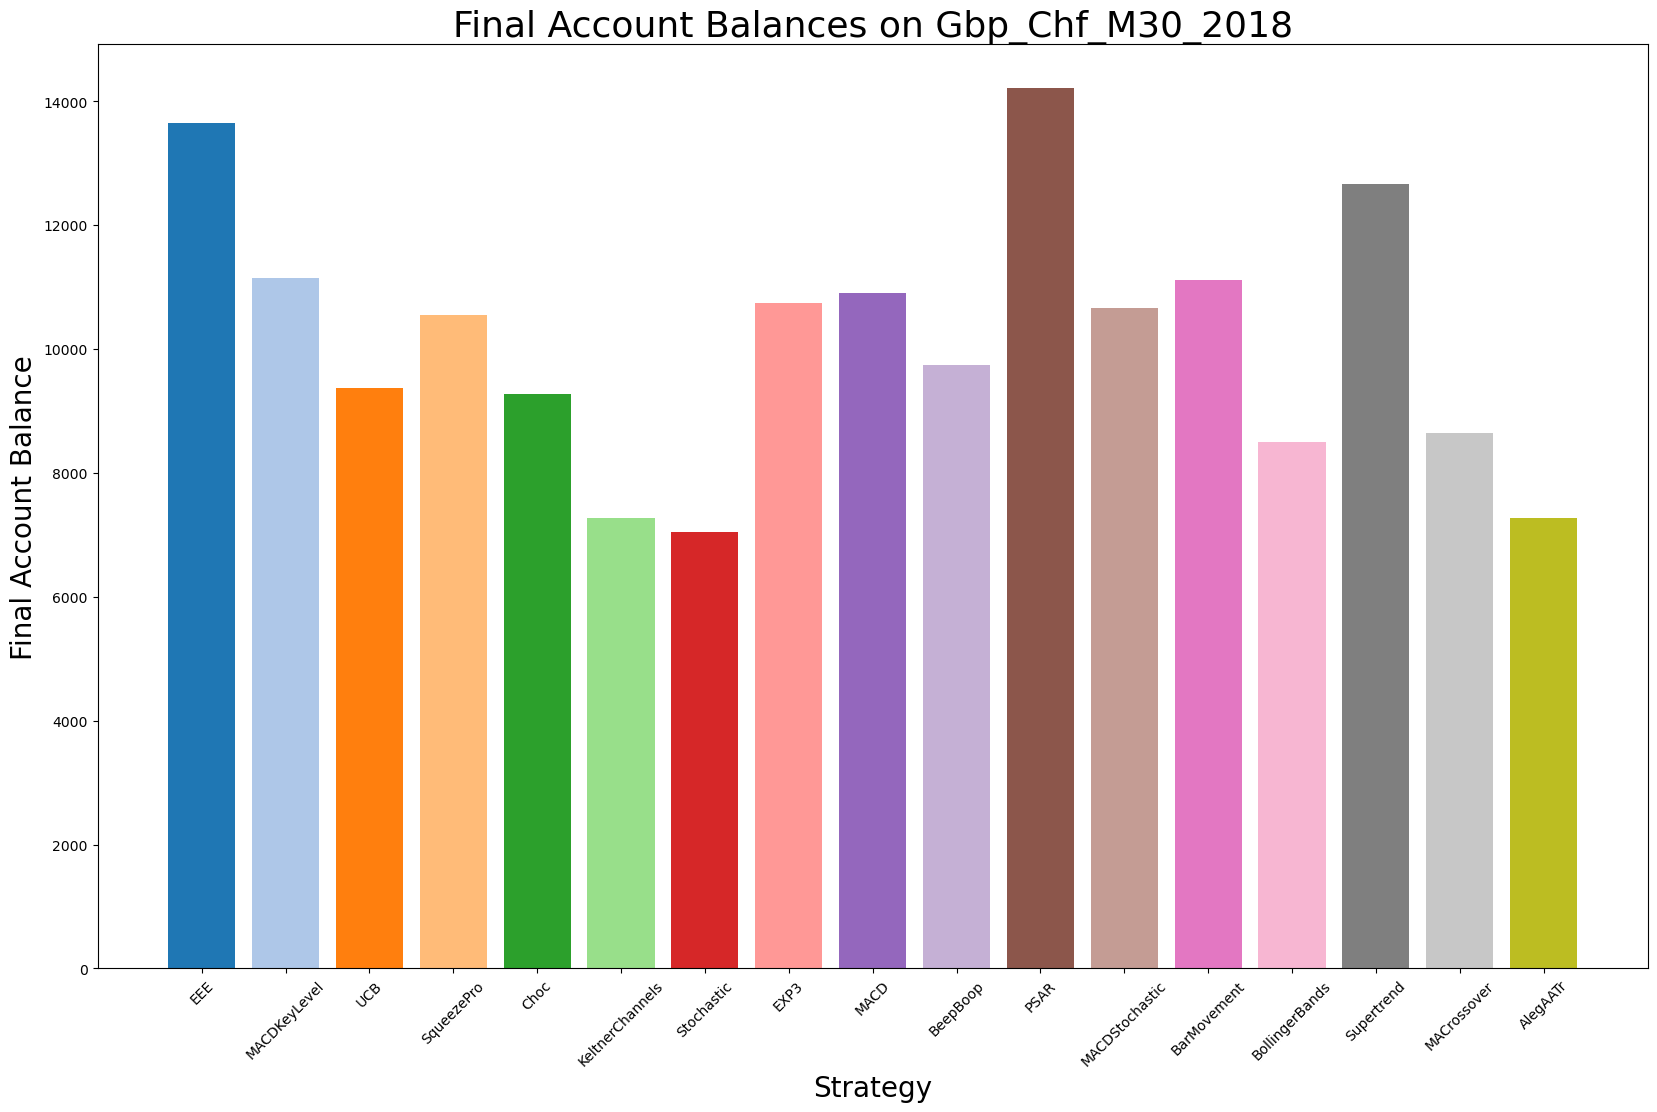 Final Account Balances on Gbp_Chf_M30_2018
Final Account Balance
14000
12000
10000
8000
6000
4000
2000
0
EEE
MACDKeyLevel
UCB
SqueezePro
Choc
KeltnerChannels
Stochastic
EXP3
MACD
BeepBoop
PSAR
MACDStochastic
BarMovement
BollingerBands
Supertrend
MACrossover
AlegAATr
Strategy